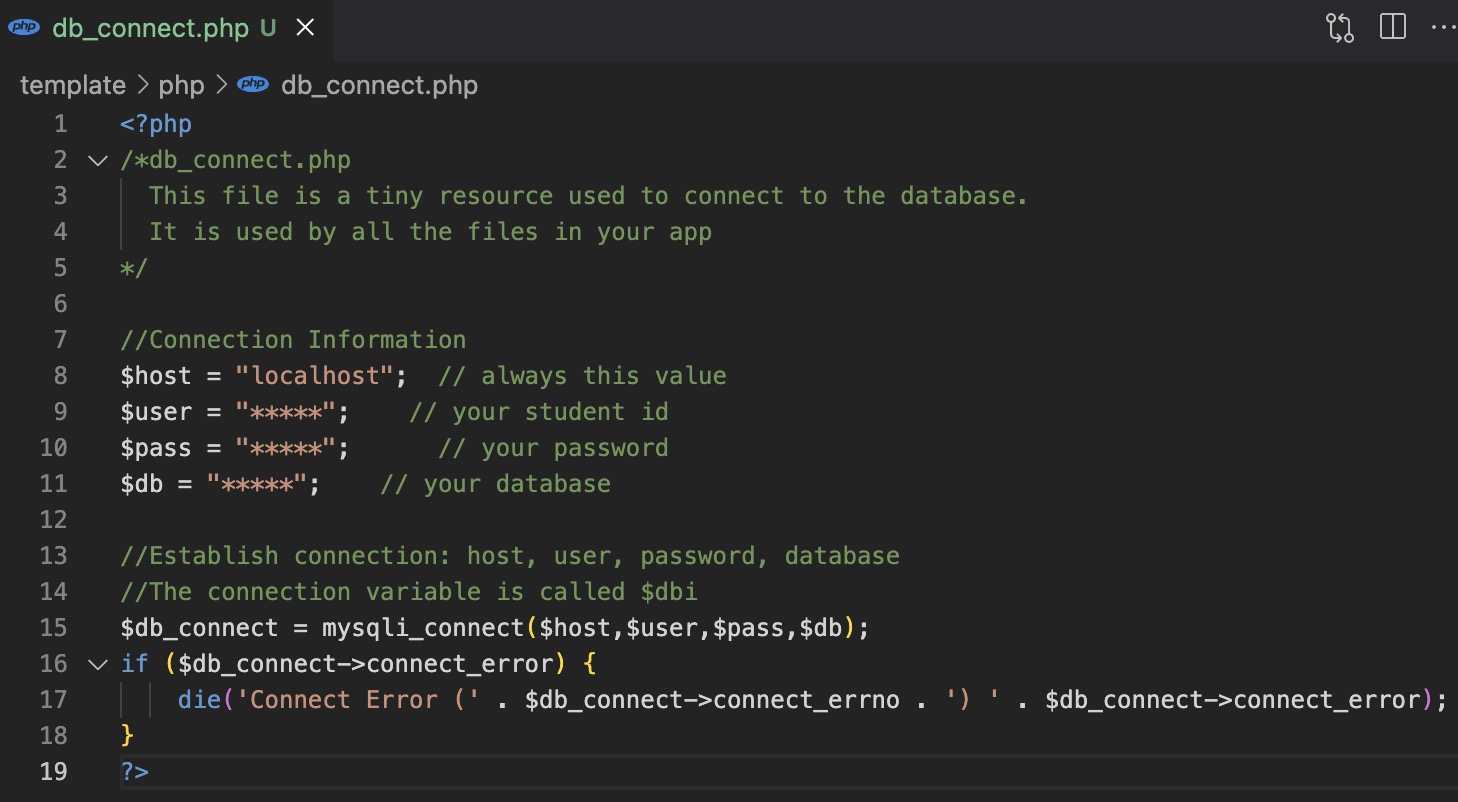 php db_connect.php U
template > php > php db_connect.php
1 <?php
2 /*db_connect.php
3 This file is a tiny resource used to connect to the database.
4 It is used by all the files in your app
5 */
6
7 //Connection Information
8 $host = "localhost";  // always this value
9 $user = "*****";    // your student id
10 $pass = "*****";      // your password
11 $db = "*****";    // your database
12
13 //Establish connection: host, user, password, database
14 //The connection variable is called $dbi
15 $db_connect = mysqli_connect($host,$user,$pass,$db);
16 if ($db_connect->connect_error) {
17 die('Connect Error (' . $db_connect->connect_errno . ') ' . $db_connect->connect_error);
18 }
19 ?>